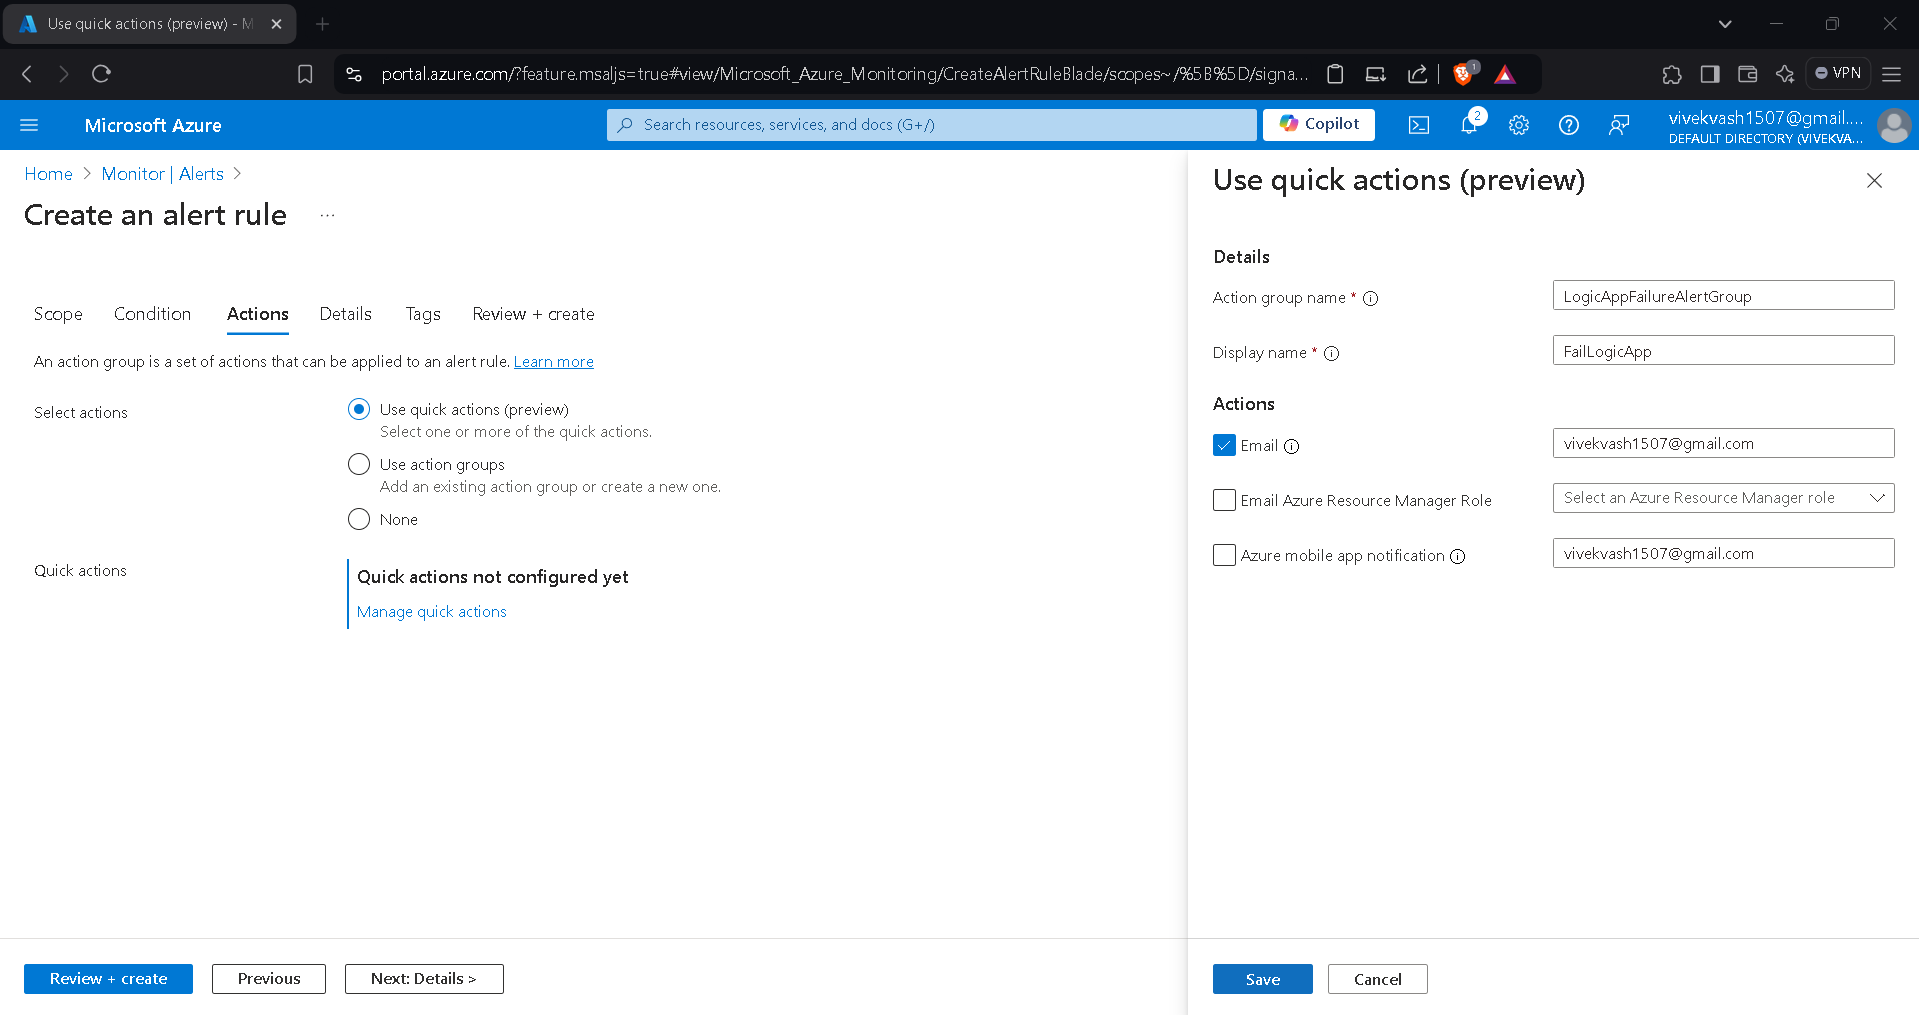 Use quick actions (preview) - M
portal.azure.com/?feature.msaljs=true#view/Microsoft_Azure_Monitoring/CreateAlertRuleBlade/scopes~/%5B%5D/signa...
1
VPN
Microsoft Azure
Search resources, services, and docs (G+/)
Copilot
2
vivekvash1507@gmail....
DEFAULT DIRECTORY (VIVEKVA...
Home > Monitor | Alerts >
Create an alert rule ...
Scope Condition Actions Details Tags Review + create
An action group is a set of actions that can be applied to an alert rule. Learn more
Select actions
Use quick actions (preview)
Select one or more of the quick actions.
Use action groups
Add an existing action group or create a new one.
None
Quick actions
Quick actions not configured yet
Manage quick actions
Review + create
Previous
Next: Details >
Use quick actions (preview)
Details
Action group name *
LogicAppFailureAlertGroup
Display name *
FailLogicApp
Actions
Email
vivekvash1507@gmail.com
Email Azure Resource Manager Role
Select an Azure Resource Manager role
Azure mobile app notification
vivekvash1507@gmail.com
Save
Cancel